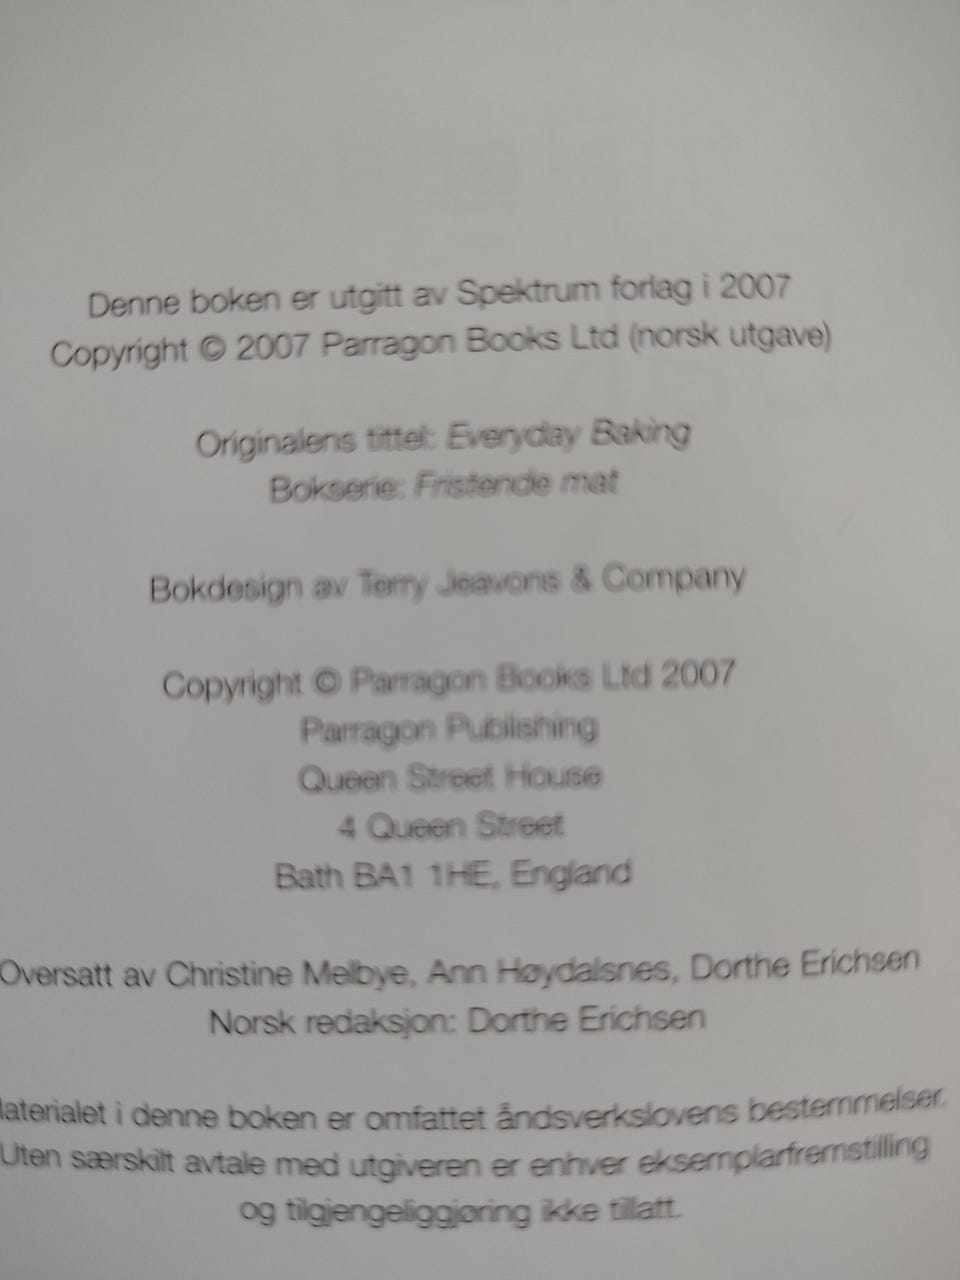 Denne boken er utgitt av Spektrum forlag i 2007
Copyright © 2007 Parragon Books Ltd (norsk utgave)
Originalens tittel: Everyday Baking
Bokserie: Fristende mat
Bokdesign av Terry Jeavons & Company
Copyright © Parragon Books Ltd 2007
Parragon Publishing
Queen Street House
4 Queen Street
Bath BA1 1HE, England
Oversatt av Christine Melbye, Ann Høydalsnes, Dorthe Erichsen
Norsk redaksjon: Dorthe Erichsen
aterialet i denne boken er omfattet åndsverkslovens bestemmelser.
Uten særskilt avtale med utgiveren er enhver eksemplarfremstilling
og tilgjengeliggjøring ikke tillatt.